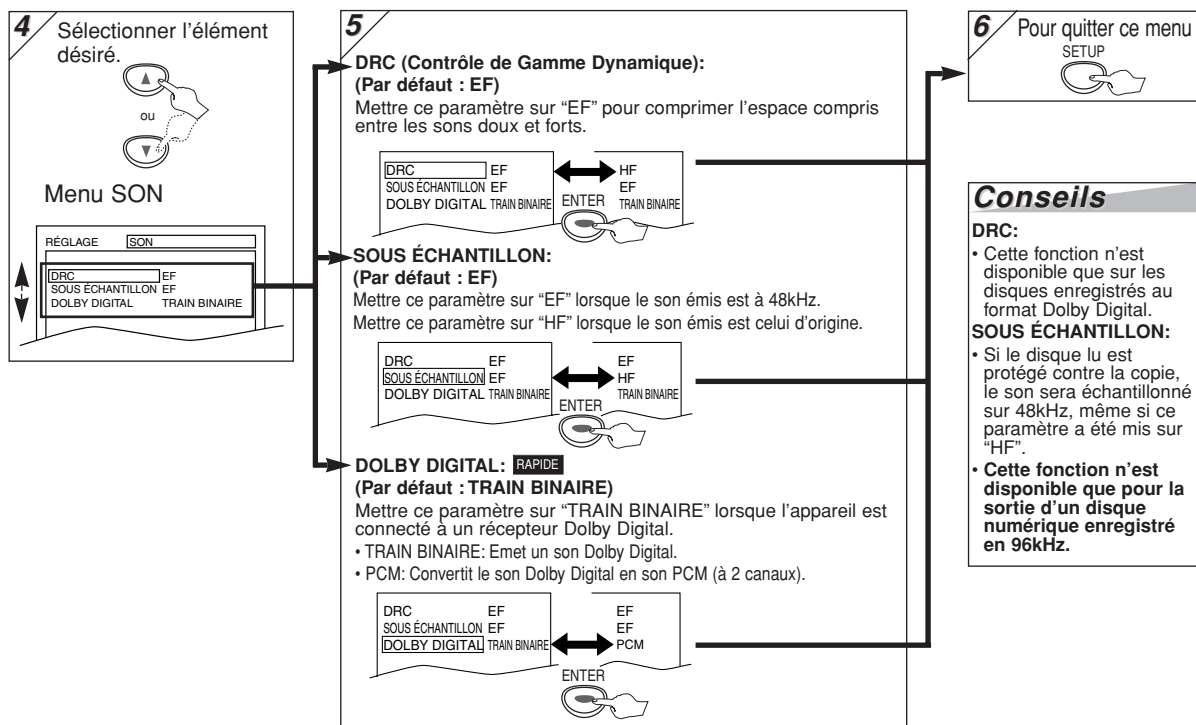 4
Sélectionner l'élément
désiré.
ou
Menu SON
RÉGLAGE SON
DRC EF
SOUS ÉCHANTILLON EF
DOLBY DIGITAL TRAIN BINAIRE
5
DRC (Contrôle de Gamme Dynamique):
(Par défaut : EF)
Mettre ce paramètre sur “EF” pour comprimer l'espace compris
entre les sons doux et forts.
DRC EF HF
SOUS ÉCHANTILLON EF EF
DOLBY DIGITAL TRAIN BINAIRE ENTER TRAIN BINAIRE
SOUS ÉCHANTILLON:
(Par défaut : EF)
Mettre ce paramètre sur “EF” lorsque le son émis est à 48kHz.
Mettre ce paramètre sur “HF” lorsque le son émis est celui d'origine.
DRC EF EF
SOUS ÉCHANTILLON EF HF
DOLBY DIGITAL TRAIN BINAIRE TRAIN BINAIRE
ENTER
DOLBY DIGITAL: RAPIDE
(Par défaut : TRAIN BINAIRE)
Mettre ce paramètre sur “TRAIN BINAIRE” lorsque l'appareil est
connecté à un récepteur Dolby Digital.
• TRAIN BINAIRE: Emet un son Dolby Digital.
• PCM: Convertit le son Dolby Digital en son PCM (à 2 canaux).
DRC EF EF
SOUS ÉCHANTILLON EF EF
DOLBY DIGITAL TRAIN BINAIRE PCM
ENTER
6
Pour quitter ce menu
SETUP
Conseils
DRC:
• Cette fonction n'est
disponible que sur les
disques enregistrés au
format Dolby Digital.
SOUS ÉCHANTILLON:
• Si le disque lu est
protégé contre la copie,
le son sera échantillonné
sur 48kHz, même si ce
paramètre a été mis sur
“HF”.
• Cette fonction n'est
disponible que pour la
sortie d'un disque
numérique enregistré
en 96kHz.